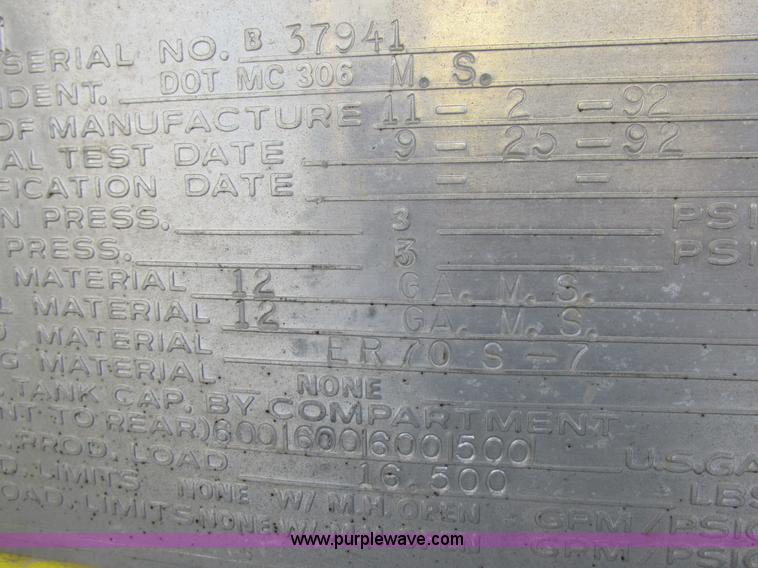 SERIAL NO. B 37941
IDENT. DOT MC 306 M. S.
OF MANUFACTURE 11 - 2 - 92
AL TEST DATE 9 - 25 - 92
FICATION DATE - -
N PRESS. 3 PSI
PRESS. 3 PSI
MATERIAL 12 GA. M. S.
L MATERIAL 12 GA. M. S.
D MATERIAL ER70 S-7
G MATERIAL
NONE
TANK CAP. BY COMPARTMENT
NT TO REAR) 600|600|600|500| U.S.GA
. PROD. LOAD 16,500 LBS
D. LIMITS NONE W/ M.H. OPEN GPM/PSIG
OAD. LIMITS NONE W/ GPM/PSIG
www.purplewave.com